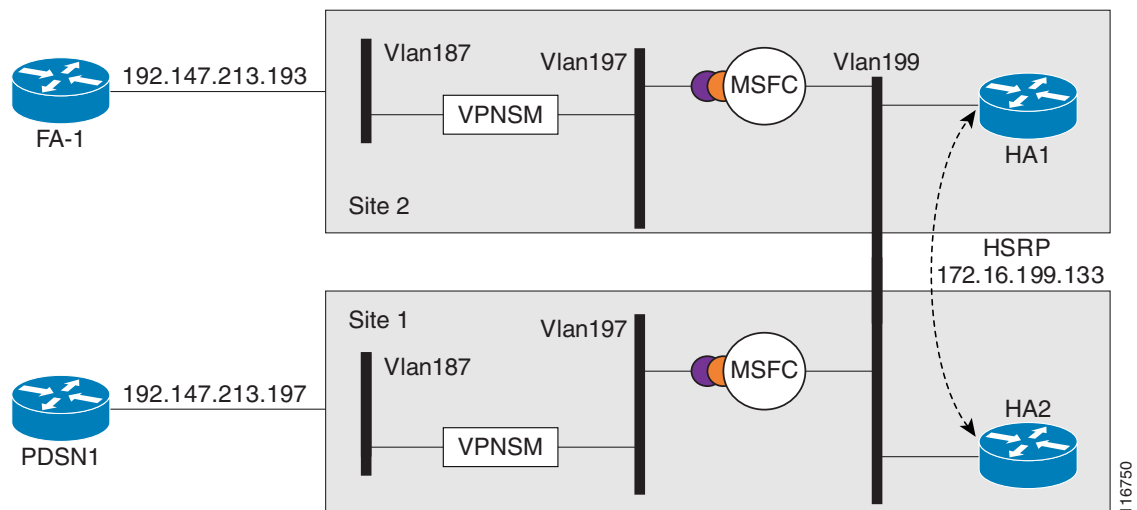 Vlan187
Vlan197
Vlan199
192.147.213.193
MSFC
VPNSM
FA-1
HA1
Site 2
HSRP
172.16.199.133
Site 1
Vlan197
Vlan187
MSFC
192.147.213.197
HA2
VPNSM
PDSN1
116750